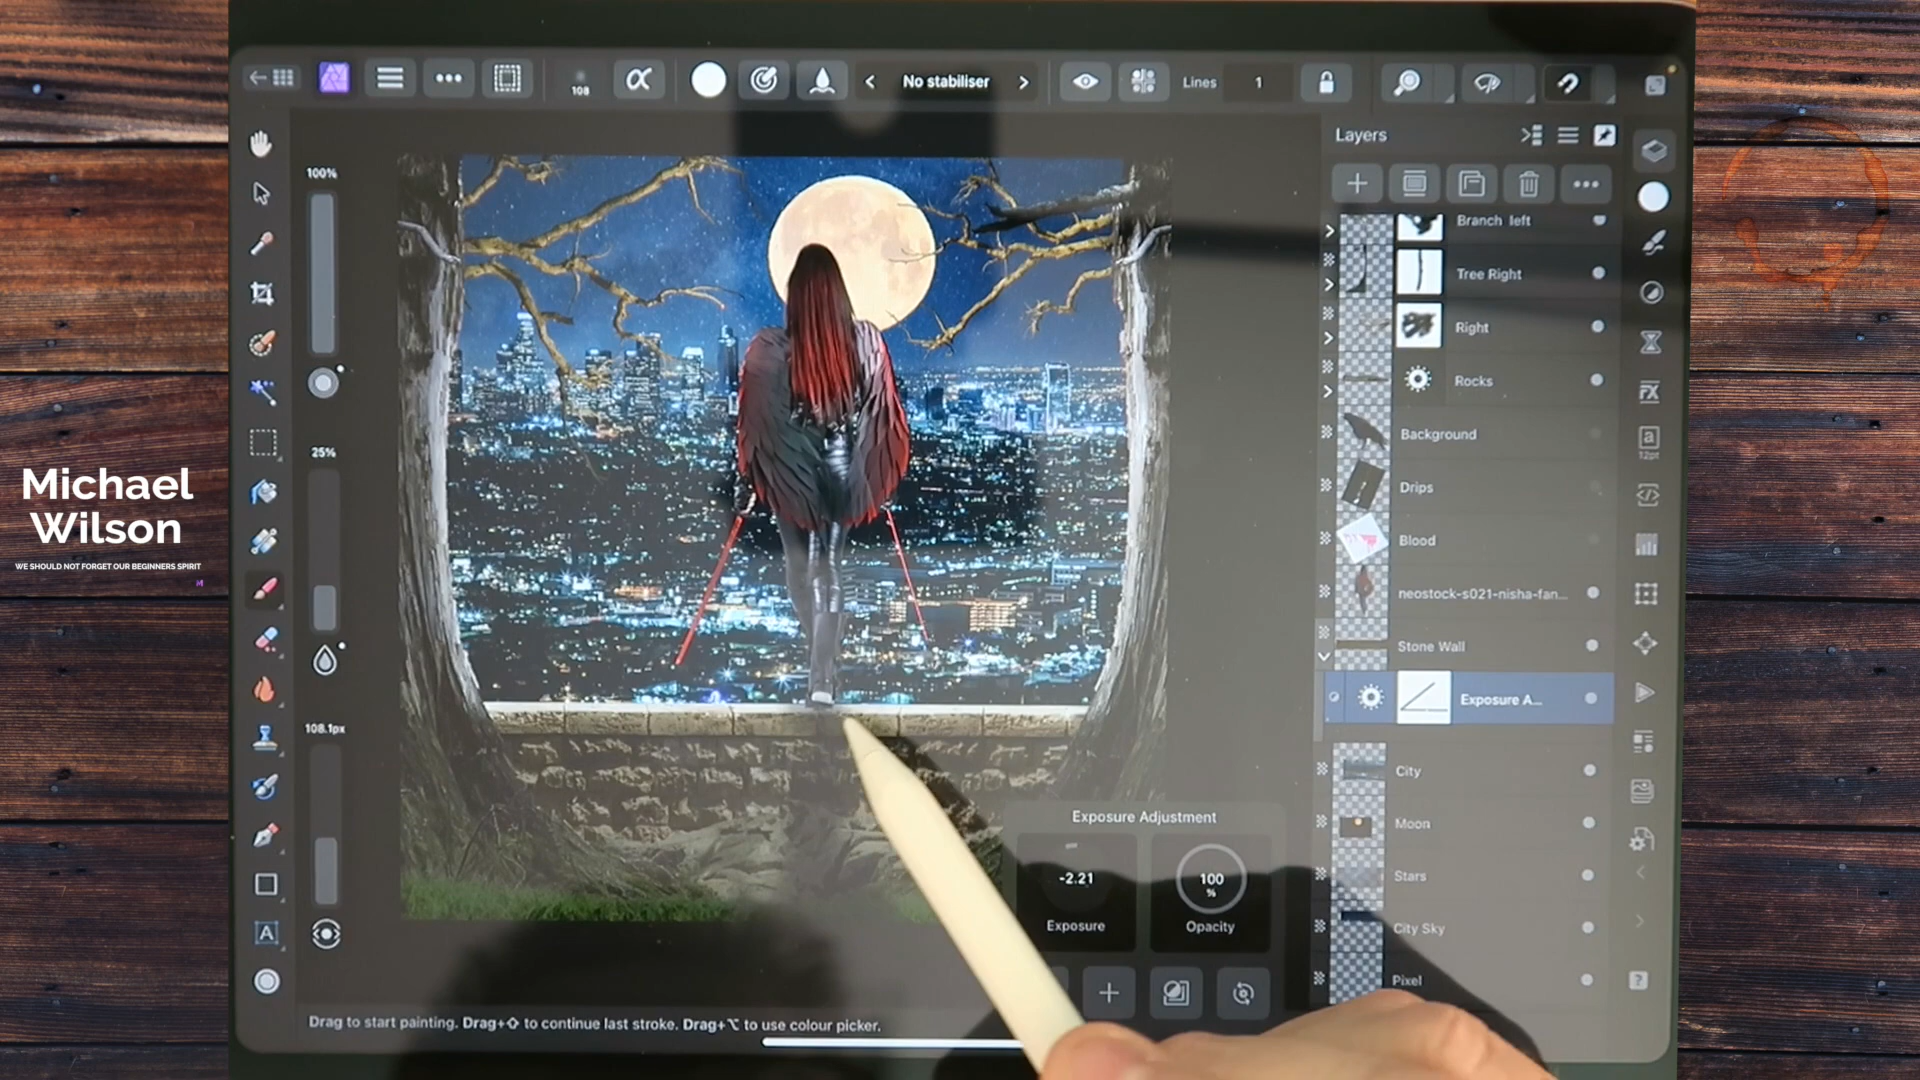 No stabiliser
Lines
1
108
100%
25%
108.1px
Layers
Branch left
Tree Right
Right
Rocks
Background
Drips
Blood
neostock-s021-nisha-fan...
Stone Wall
Exposure A...
City
Moon
Stars
City Sky
Pixel
FX
a
12pt
A
?
Michael
Wilson
WE SHOULD NOT FORGET OUR BEGINNERS SPIRIT
M
Exposure Adjustment
-2.21
Exposure
100
%
Opacity
Drag to start painting. Drag+⇧ to continue last stroke. Drag+⌥ to use colour picker.